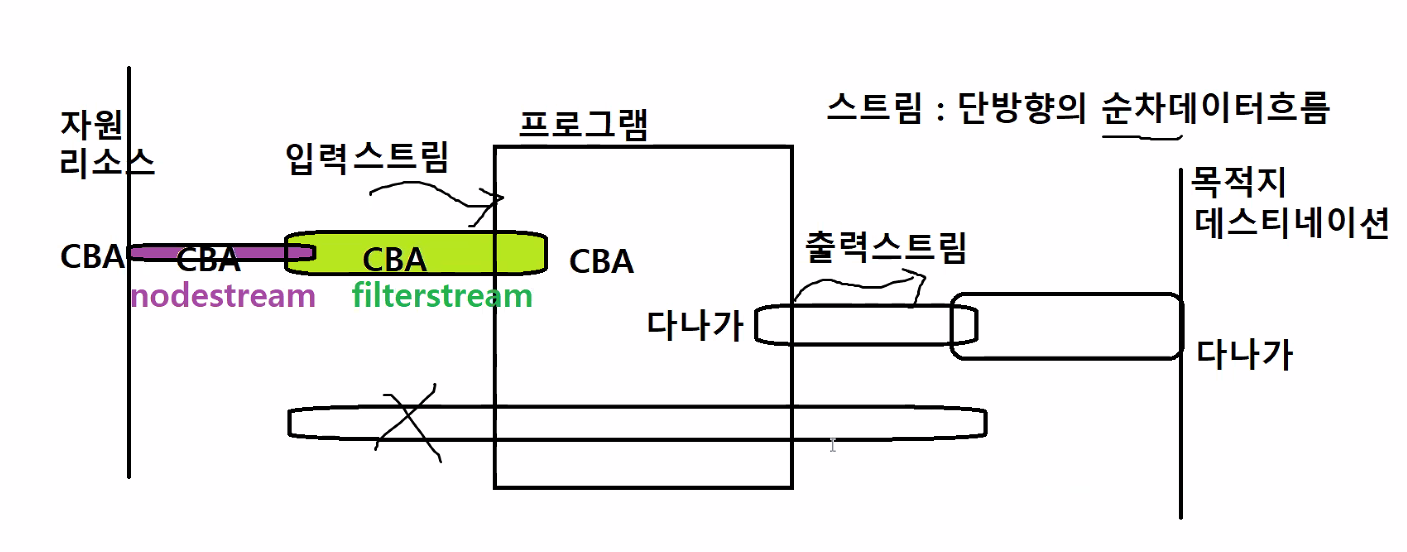 스트림 : 단방향의 순차데이터흐름
자원
리소스
입력스트림
프로그램
목적지
데스티네이션
CBA
CBA
CBA
CBA
nodestream
filterstream
출력스트림
다나가
다나가